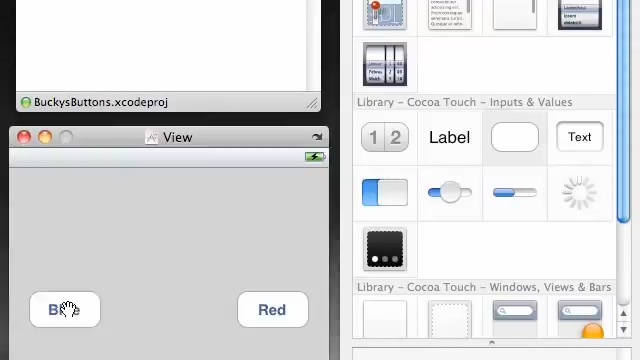 BuckysButtons.xcodeproj
View
Library – Cocoa Touch – Inputs & Values
1 2
Label
Text
Library – Cocoa Touch – Windows, Views & Bars
Red